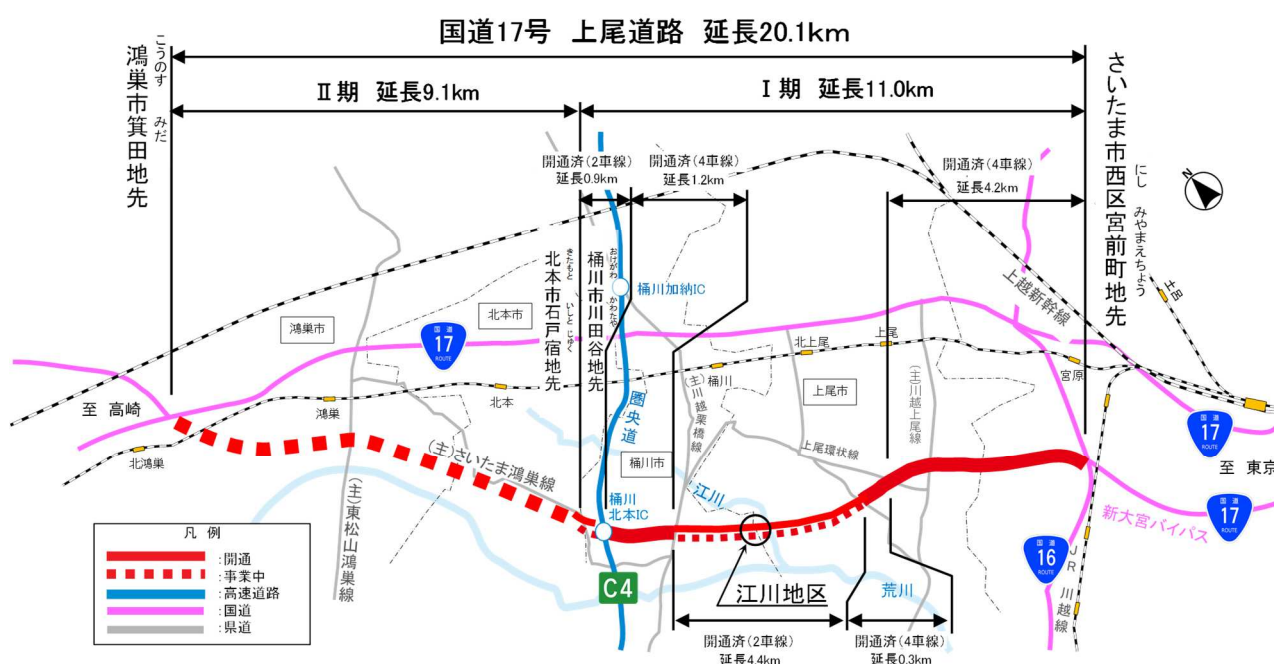 国道17号 上尾道路 延長20.1km
Ⅱ期 延長9.1km
Ⅰ期 延長11.0km
鴻巣市箕田地先
こうのす みだ
さいたま市西区宮前町地先
にし みやまえちょう
開通済(2車線)
延長0.9km
開通済(4車線)
延長1.2km
開通済(4車線)
延長4.2km
N
北本市石戸宿地先
きたもと いしとじゅく
桶川市川田谷地先
おけがわ かわたや
桶川加納IC
上越新幹線
土呂
鴻巣市
北本市
国道
17
ROUTE
北上尾
上尾
宮原
桶川
上尾市
(主)川越栗橋線
(主)川越上尾線
至 高崎
鴻巣
北本
圏央道
上尾環状線
北鴻巣
(主)さいたま鴻巣線
桶川市
江川
国道
17
ROUTE
至 東京
(主)東松山鴻巣線
桶川
北本IC
新大宮バイパス
国道
17
ROUTE
国道
16
ROUTE
JR 川越線
C4
江川地区
荒川
凡例
:開通
:事業中
:高速道路
:国道
:県道
開通済(2車線)
延長4.4km
開通済(4車線)
延長0.3km